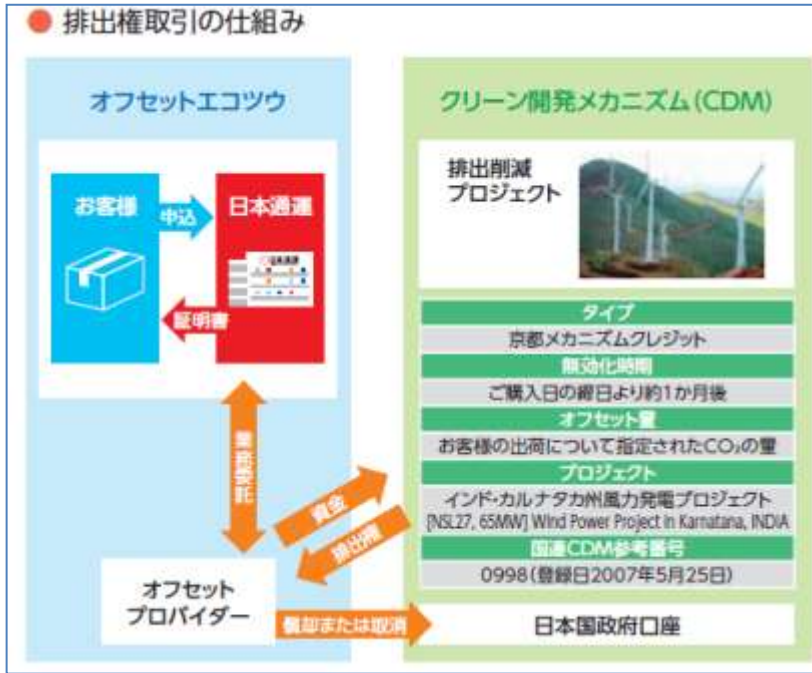 排出権取引の仕組み
オフセットエコツウ
お客様
申込
日本通運
証明書
業務委託
オフセット
プロバイダー
資金
排出権
償却または取消
クリーン開発メカニズム(CDM)
排出削減
プロジェクト
タイプ
京都メカニズムクレジット
無効化時期
ご購入日の締日より約1か月後
オフセット量
お客様の出荷について指定されたCO₂の量
プロジェクト
インド・カルナタカ州風力発電プロジェクト
[NSL27, 65MW] Wind Power Project in Karnatana, INDIA
国連CDM参考番号
0998(登録日2007年5月25日)
日本国政府口座